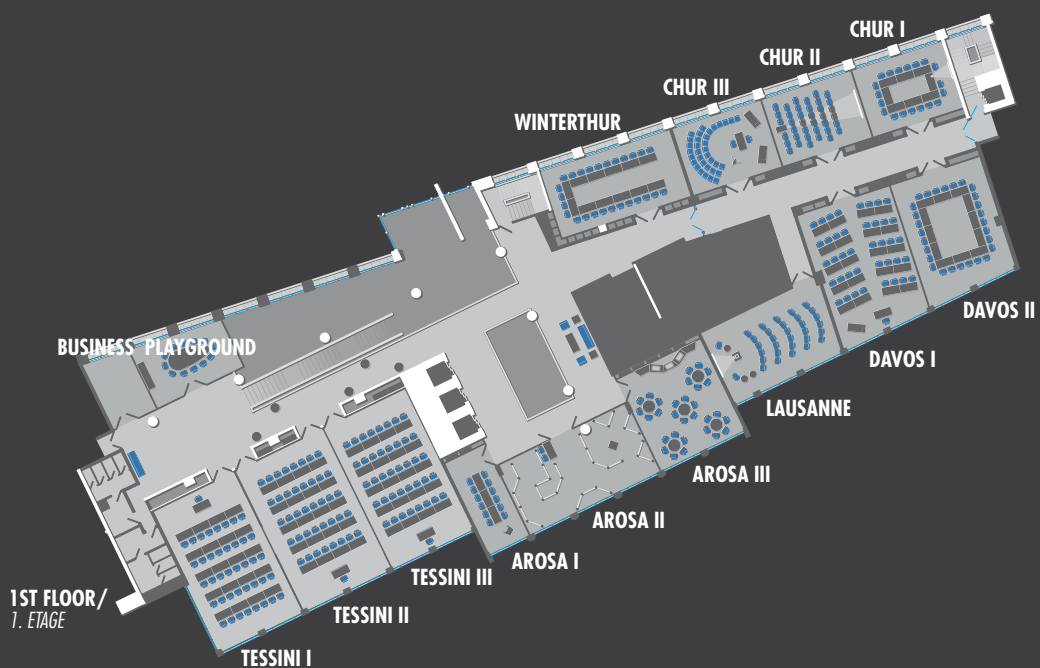 CHUR I
CHUR II
CHUR III
WINTERTHUR
DAVOS II
BUSINESS PLAYGROUND
DAVOS I
LAUSANNE
AROSA III
AROSA II
AROSA I
TESSINI III
1ST FLOOR/
1. ETAGE
TESSINI II
TESSINI I